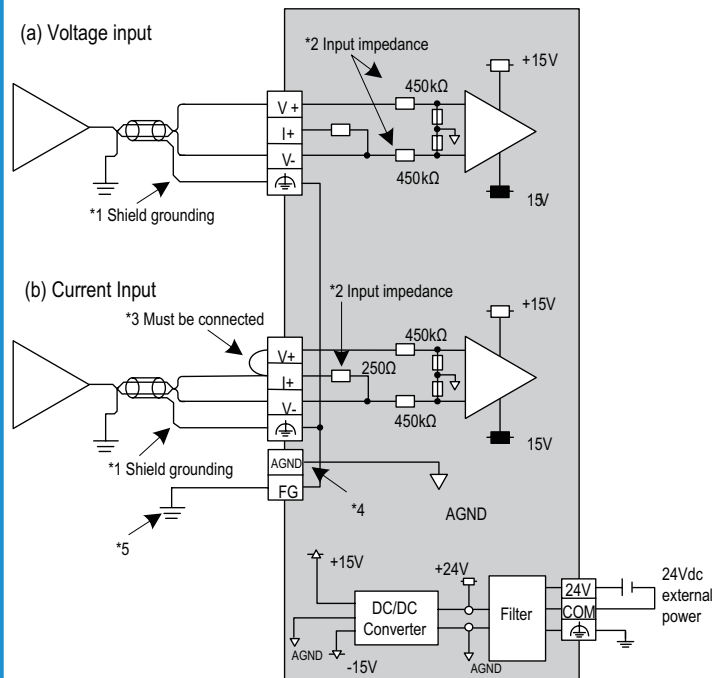 (a) Voltage input
*2 Input impedance
+15V
450kΩ
V+
I+
V-
450kΩ
15V
*1 Shield grounding
(b) Current Input
*2 Input impedance
*3 Must be connected
+15V
450kΩ
V+
250Ω
I+
V-
450kΩ
15V
*1 Shield grounding
AGND
FG
*4
AGND
*5
+15V
+24V
24Vdc
external
power
24V
COM
DC/DC
Converter
Filter
AGND
-15V
AGND